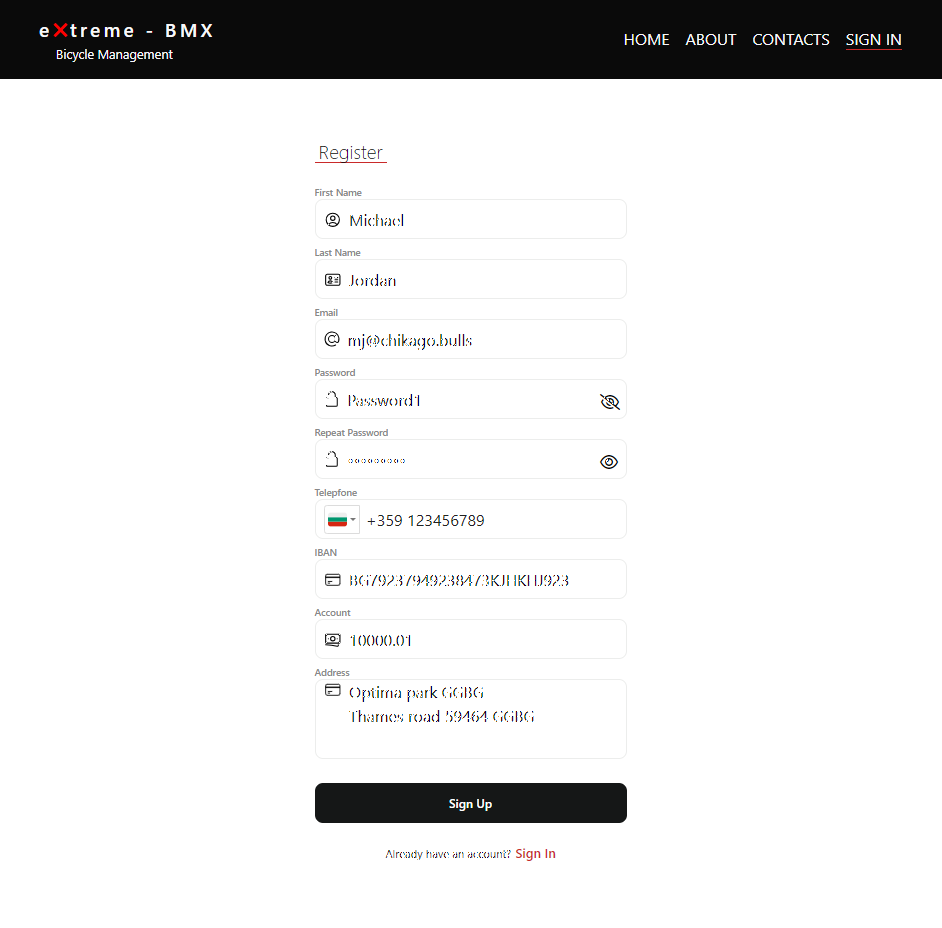 eXtreme - BMX
Bicycle Management
HOME ABOUT CONTACTS SIGN IN
Register
First Name
Michael
Last Name
Jordan
Email
mj@chikago.bulls
Password
Password1
Repeat Password
Telepfone
+359 123456789
IBAN
Account
10000.01
Address
Optima park GGBG
Thames road 59464 GGBG
Sign Up
Already have an account? Sign In